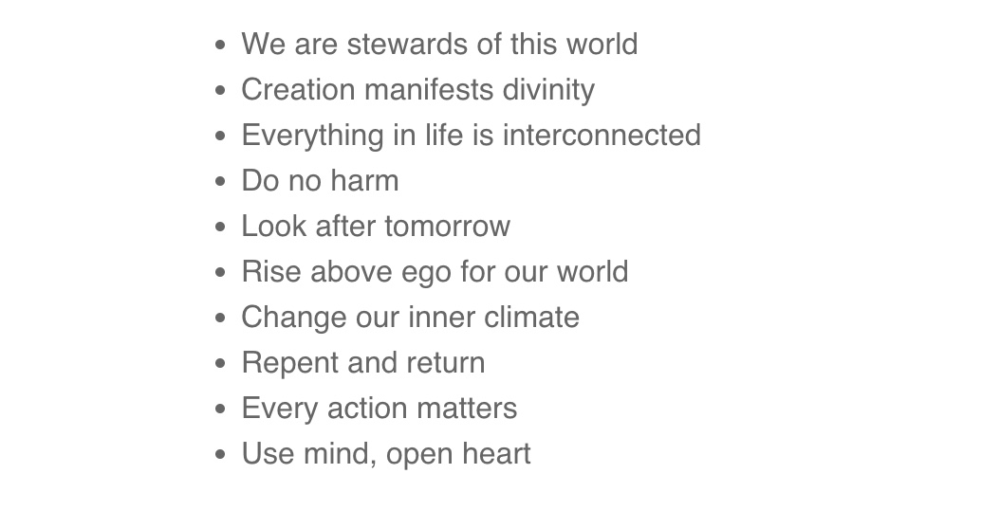 • We are stewards of this world
• Creation manifests divinity
• Everything in life is interconnected
• Do no harm
• Look after tomorrow
• Rise above ego for our world
• Change our inner climate
• Repent and return
• Every action matters
• Use mind, open heart